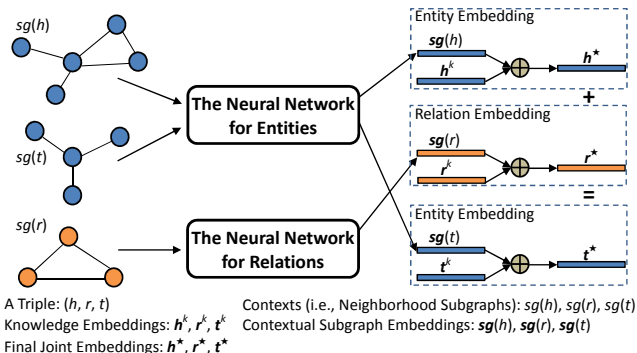 sg(h)
sg(t)
sg(r)
The Neural Network
for Entities
The Neural Network
for Relations
Entity Embedding
sg(h)
h^k
⊕
h★
+
Relation Embedding
sg(r)
r^k
⊕
r★
=
Entity Embedding
sg(t)
t^k
⊕
t★
A Triple: (h, r, t)
Contexts (i.e., Neighborhood Subgraphs): sg(h), sg(r), sg(t)
Knowledge Embeddings: h^k, r^k, t^k
Contextual Subgraph Embeddings: sg(h), sg(r), sg(t)
Final Joint Embeddings: h★, r★, t★